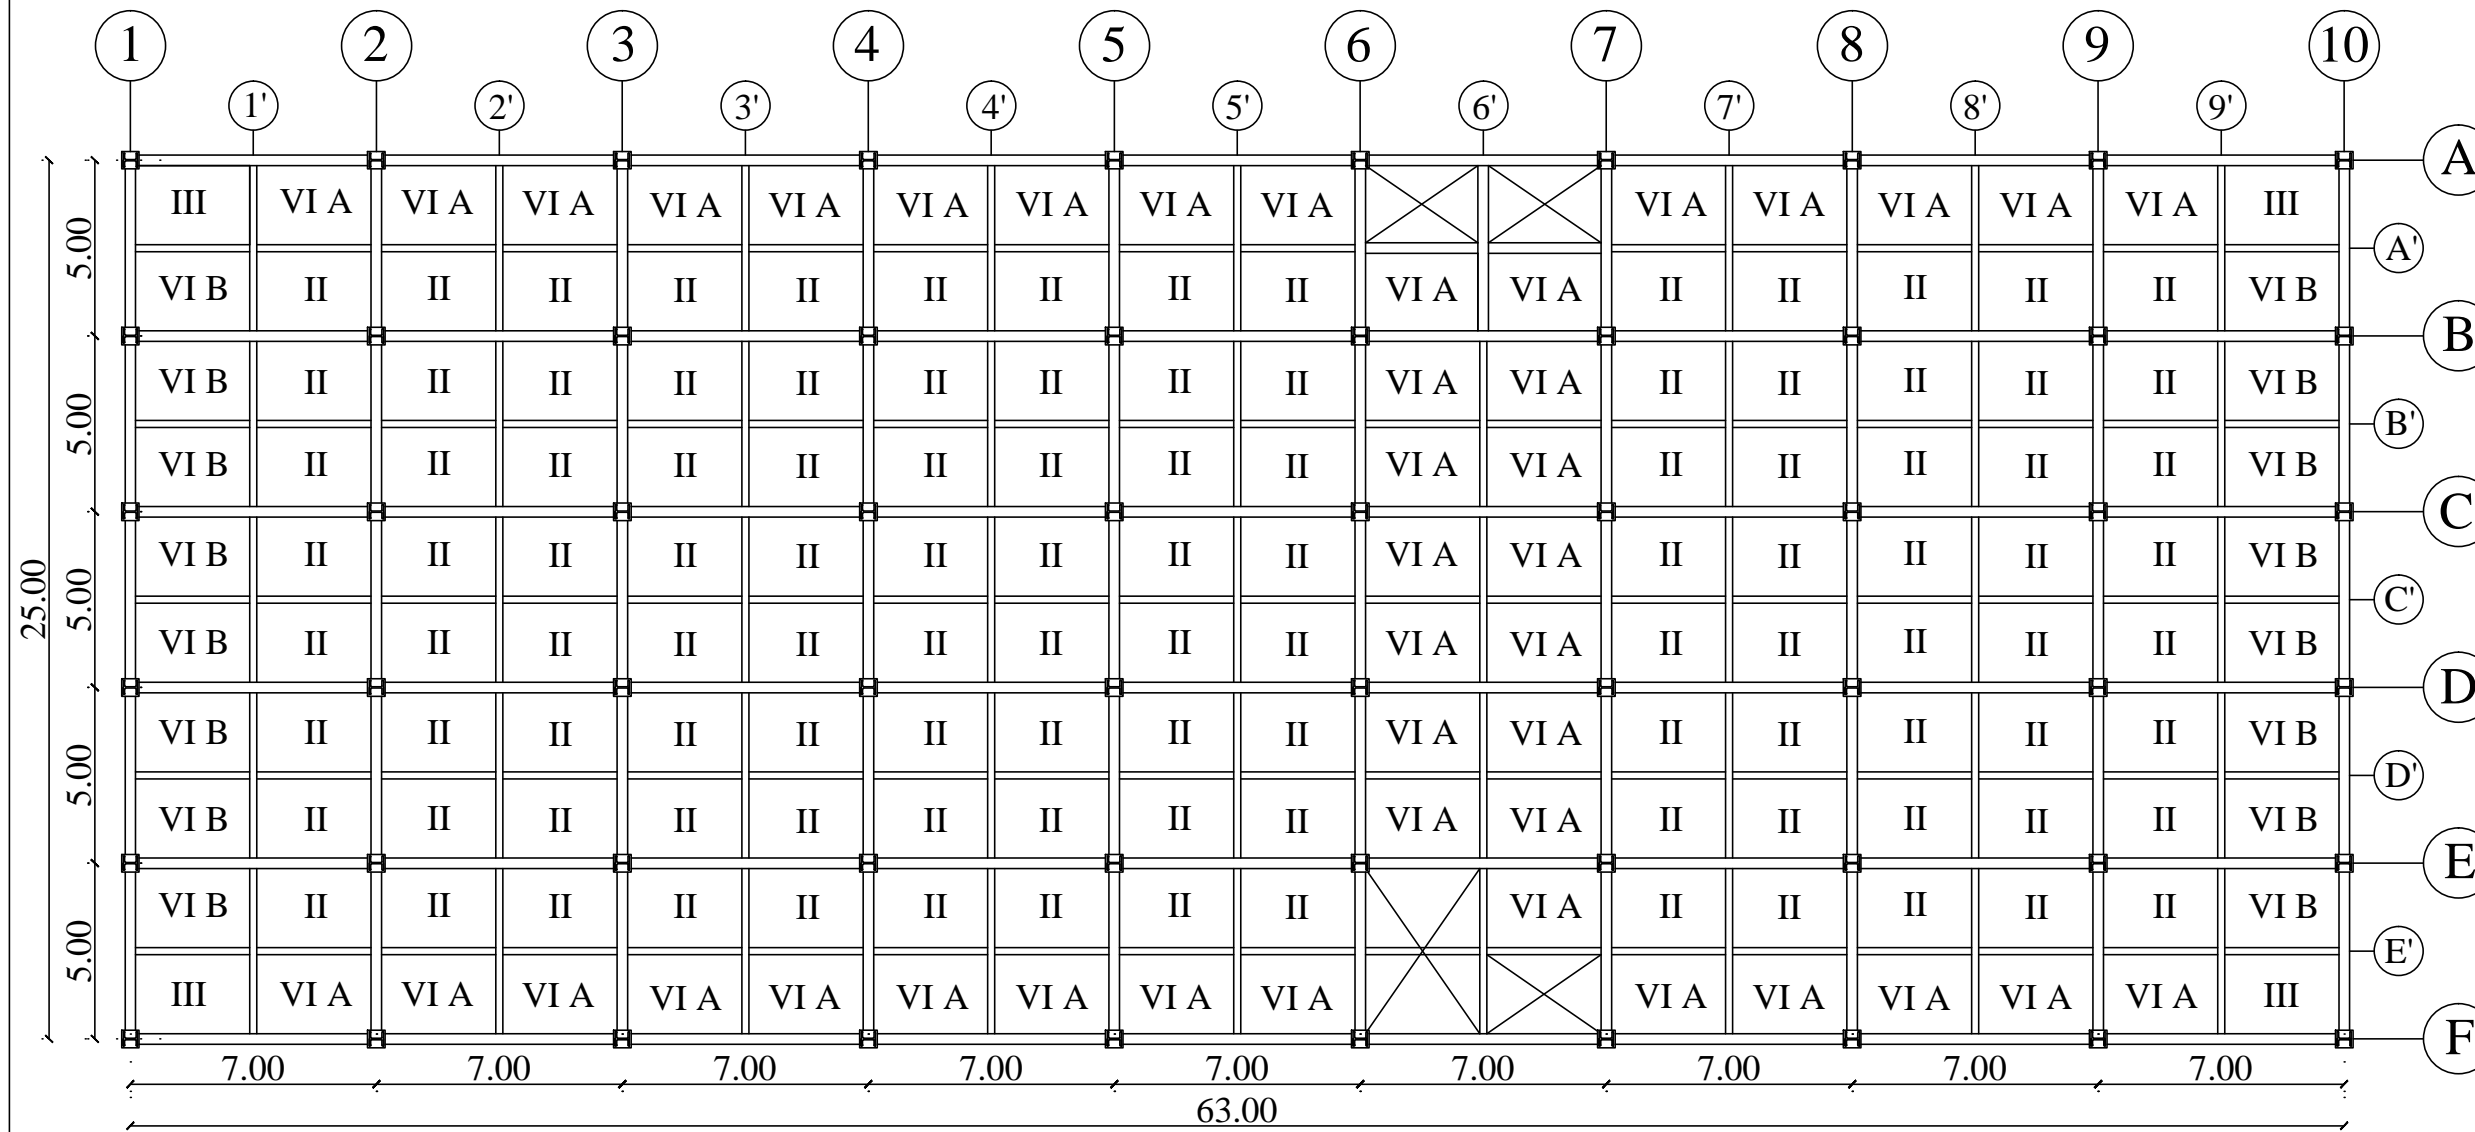 1 2 3 4 5 6 7 8 9 10
1' 2' 3' 4' 5' 6' 7' 8' 9'
A
III VI A VI A VI A VI A VI A VI A VI A VI A VI A VI A VI A VI A VI A VI A III
5.00 A'
VI B II II II II II II II II II VI A VI A II II II II II VI B
B
VI B II II II II II II II II II VI A VI A II II II II II VI B
5.00 B'
VI B II II II II II II II II II VI A VI A II II II II II VI B
C
VI B II II II II II II II II II VI A VI A II II II II II VI B
25.00 5.00 C'
VI B II II II II II II II II II VI A VI A II II II II II VI B
D
VI B II II II II II II II II II VI A VI A II II II II II VI B
5.00 D'
VI B II II II II II II II II II VI A VI A II II II II II VI B
E
VI B II II II II II II II II II VI A II II II II II VI B
5.00 E'
III VI A VI A VI A VI A VI A VI A VI A VI A VI A VI A VI A VI A VI A VI A III
F
7.00 7.00 7.00 7.00 7.00 7.00 7.00 7.00 7.00
63.00